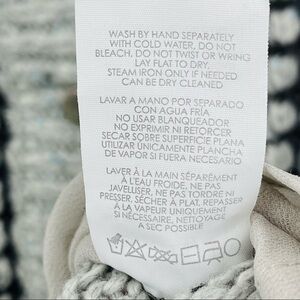 WASH BY HAND SEPARATELY
WITH COLD WATER, DO NOT
BLEACH, DO NOT TWIST OR WRING
LAY FLAT TO DRY,
STEAM IRON ONLY IF NEEDED
CAN BE DRY CLEANED
LAVAR A MANO POR SEPARADO
CON AGUA FRÍA
NO USAR BLANQUEADOR
NO EXPRIMIR NI RETORCER
SECAR SOBRE SUPERFICIE PLANA
UTILIZAR ÚNICAMENTE PLANCHA
DE VAPOR SI FUERA NECESARIO
LAVER À LA MAIN SÉPARÉMENT
À L'EAU FROIDE, NE PAS
JAVELLISER, NE PAS TORDRE NI
PRESSER, SÉCHER À PLAT. REPASSER
À LA VAPEUR UNIQUEMENT
SI NÉCESSAIRE, NETTOYAGE
A SEC POSSIBLE